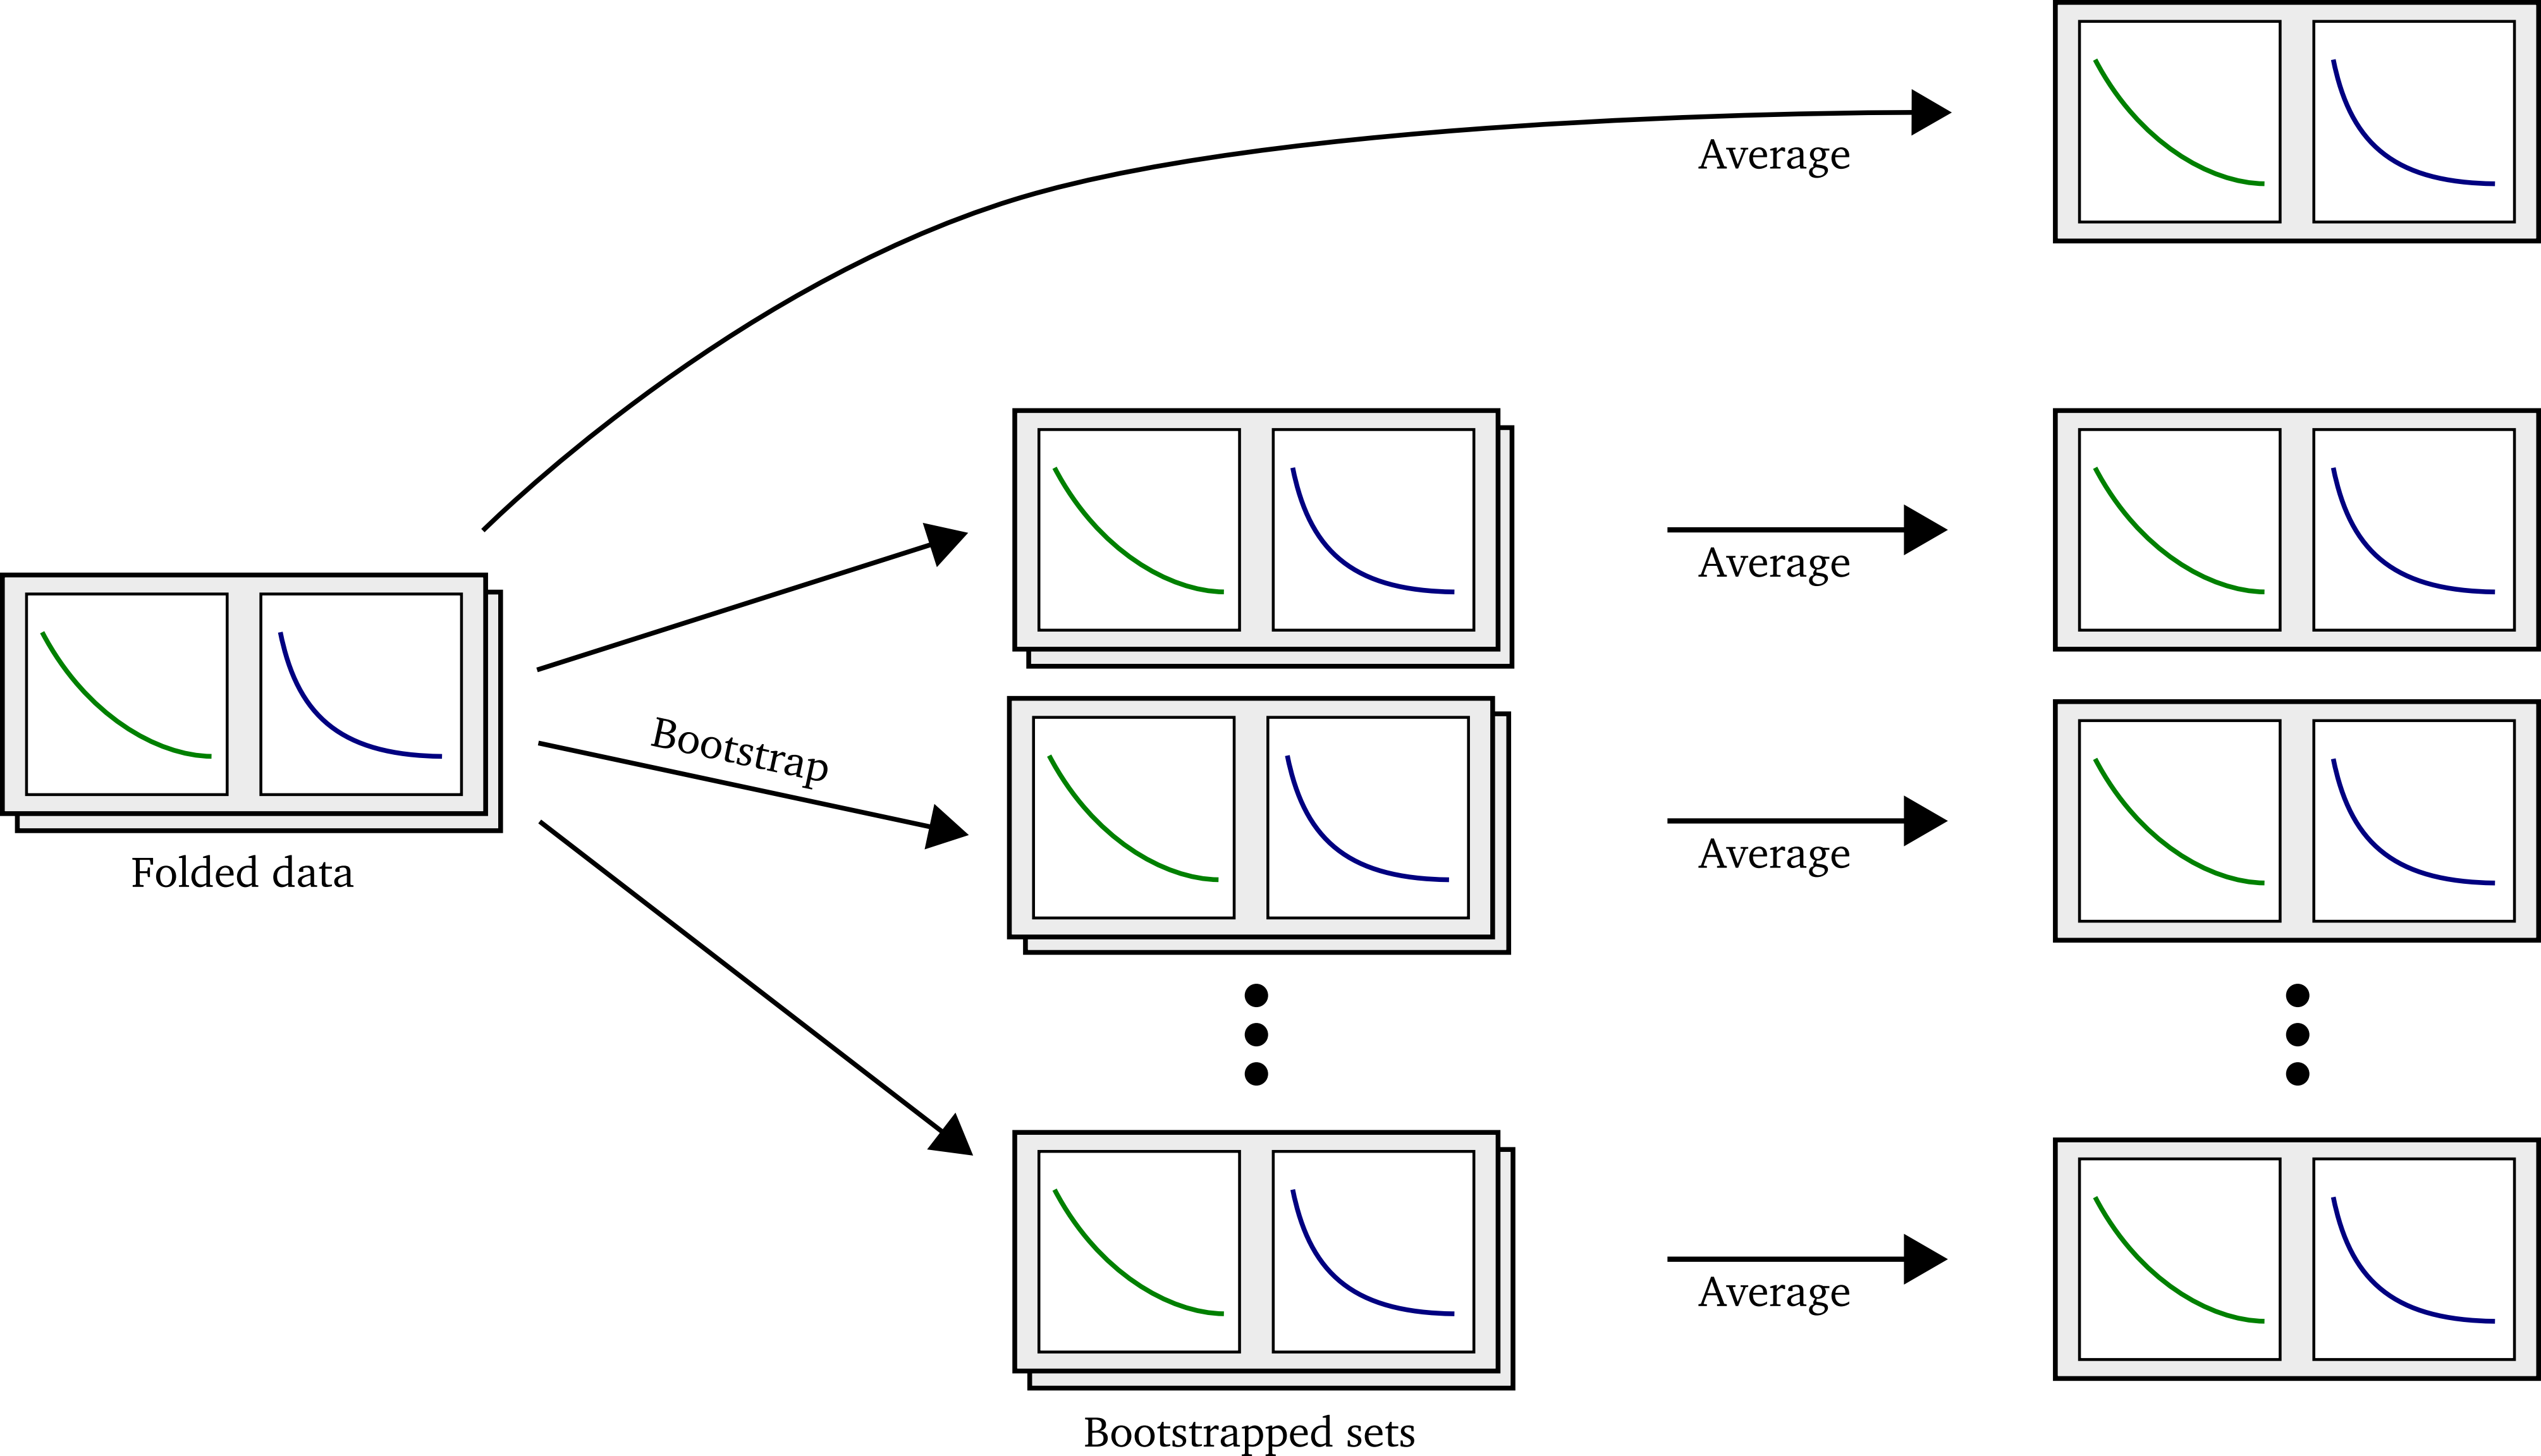 Average
Average
Bootstrap
Average
Folded data
Average
Bootstrapped sets